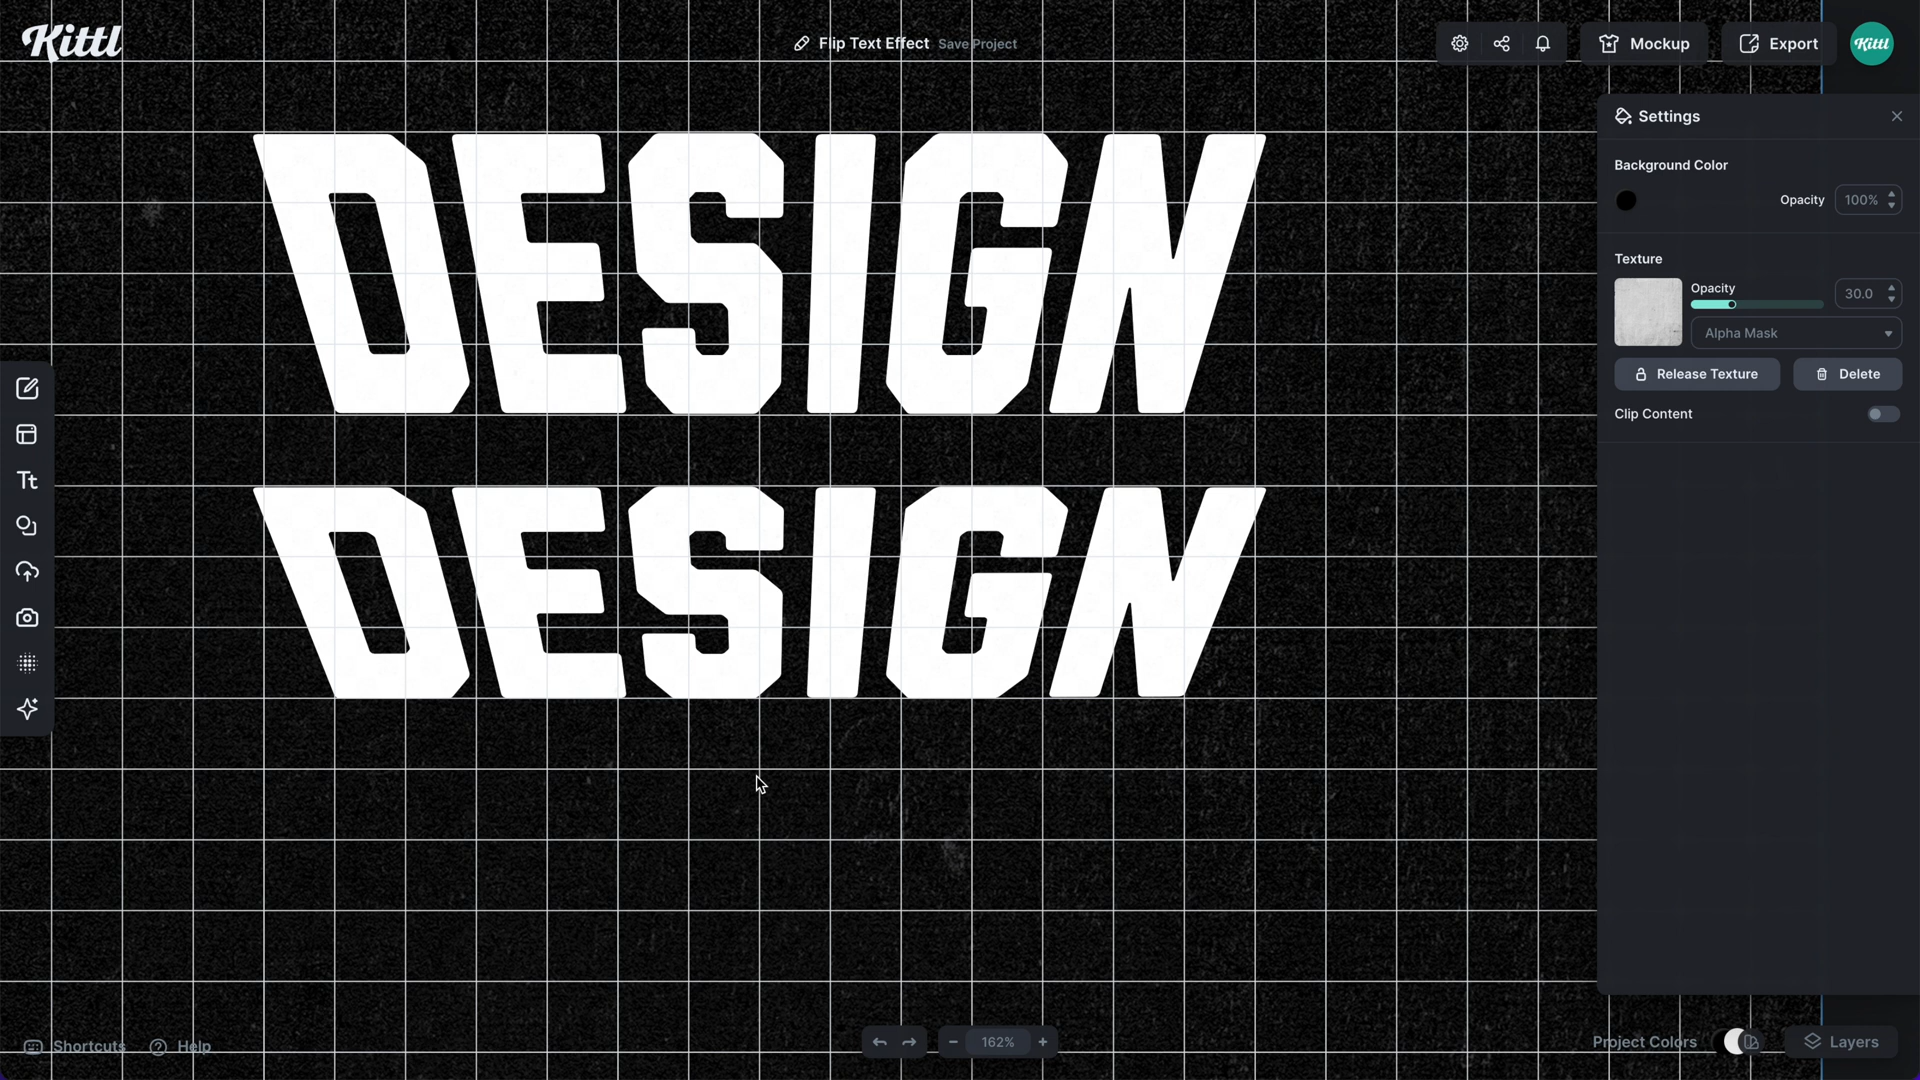 Kittl
Flip Text Effect Save Project
Mockup
Export
Kittl
Settings
Background Color
Opacity 100%
Texture
Opacity
30.0
Alpha Mask
Release Texture
Delete
Clip Content
DESIGN
DESIGN
Tt
Shortcuts
Help
162%
Project Colors
Layers